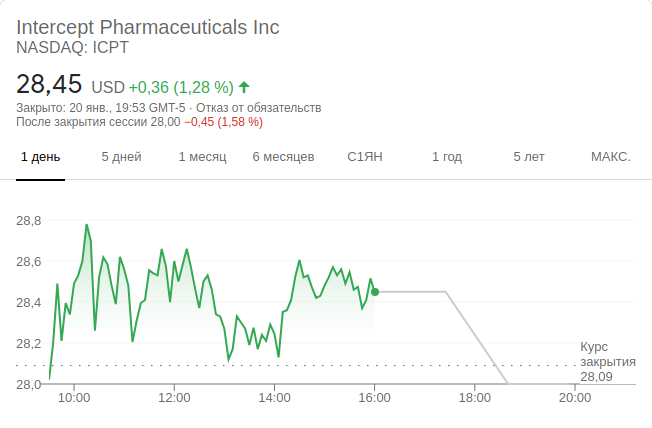 Intercept Pharmaceuticals Inc
NASDAQ: ICPT
28,45 USD +0,36 (1,28 %)
Закрыто: 20 янв., 19:53 GMT-5 · Отказ от обязательств
После закрытия сессии 28,00 −0,45 (1,58 %)
1 день 5 дней 1 месяц 6 месяцев С1ЯН 1 год 5 лет МАКС.
28,8
28,6
28,4
28,2
Курс
закрытия
28,09
28,0
10:00 12:00 14:00 16:00 18:00 20:00